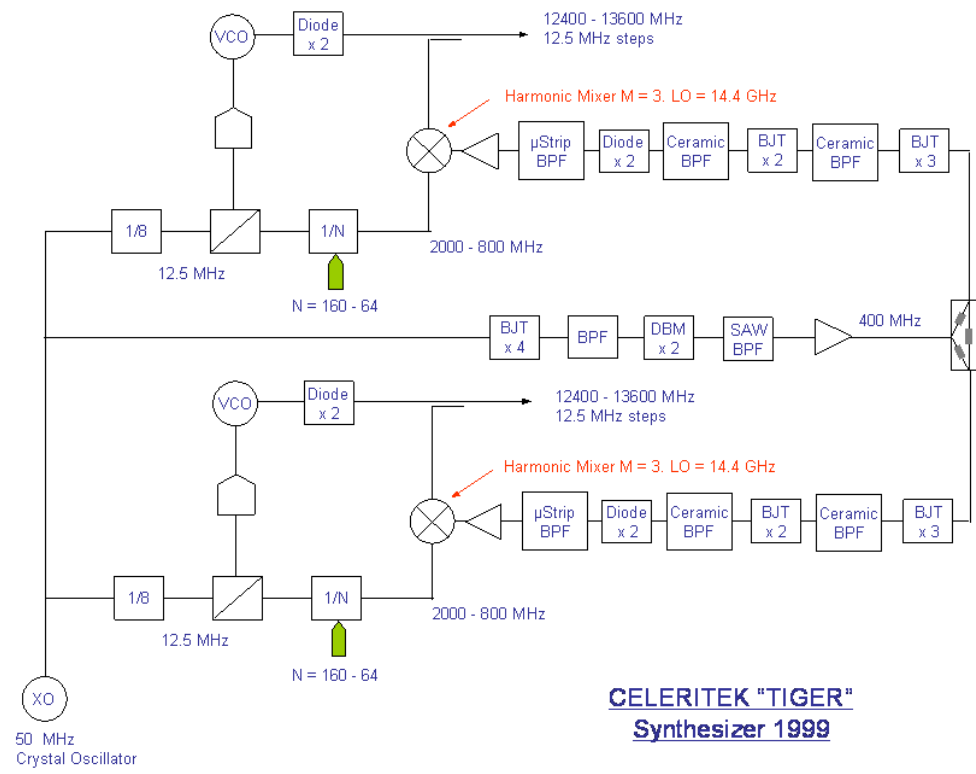 VCO
Diode
x 2
12400 - 13600 MHz
12.5 MHz steps
Harmonic Mixer M = 3. LO = 14.4 GHz
µStrip
BPF
Diode
x 2
Ceramic
BPF
BJT
x 2
Ceramic
BPF
BJT
x 3
1/8
1/N
12.5 MHz
2000 - 800 MHz
N = 160 - 64
BJT
x 4
BPF
DBM
x 2
SAW
BPF
400 MHz
VCO
Diode
x 2
12400 - 13600 MHz
12.5 MHz steps
Harmonic Mixer M = 3. LO = 14.4 GHz
µStrip
BPF
Diode
x 2
Ceramic
BPF
BJT
x 2
Ceramic
BPF
BJT
x 3
1/8
1/N
12.5 MHz
2000 - 800 MHz
N = 160 - 64
XO
50 MHz
Crystal Oscillator
CELERITEK "TIGER"
Synthesizer 1999